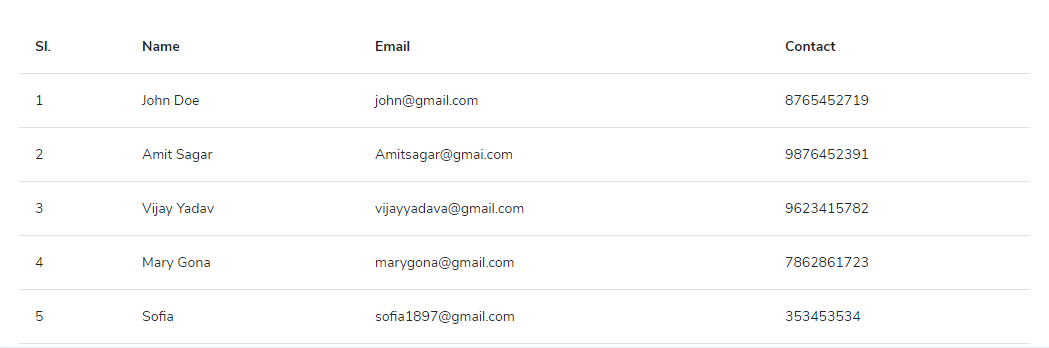 Sl. Name Email Contact
1 John Doe john@gmail.com 8765452719
2 Amit Sagar Amitsagar@gmai.com 9876452391
3 Vijay Yadav vijayyadava@gmail.com 9623415782
4 Mary Gona marygona@gmail.com 7862861723
5 Sofia sofia1897@gmail.com 353453534